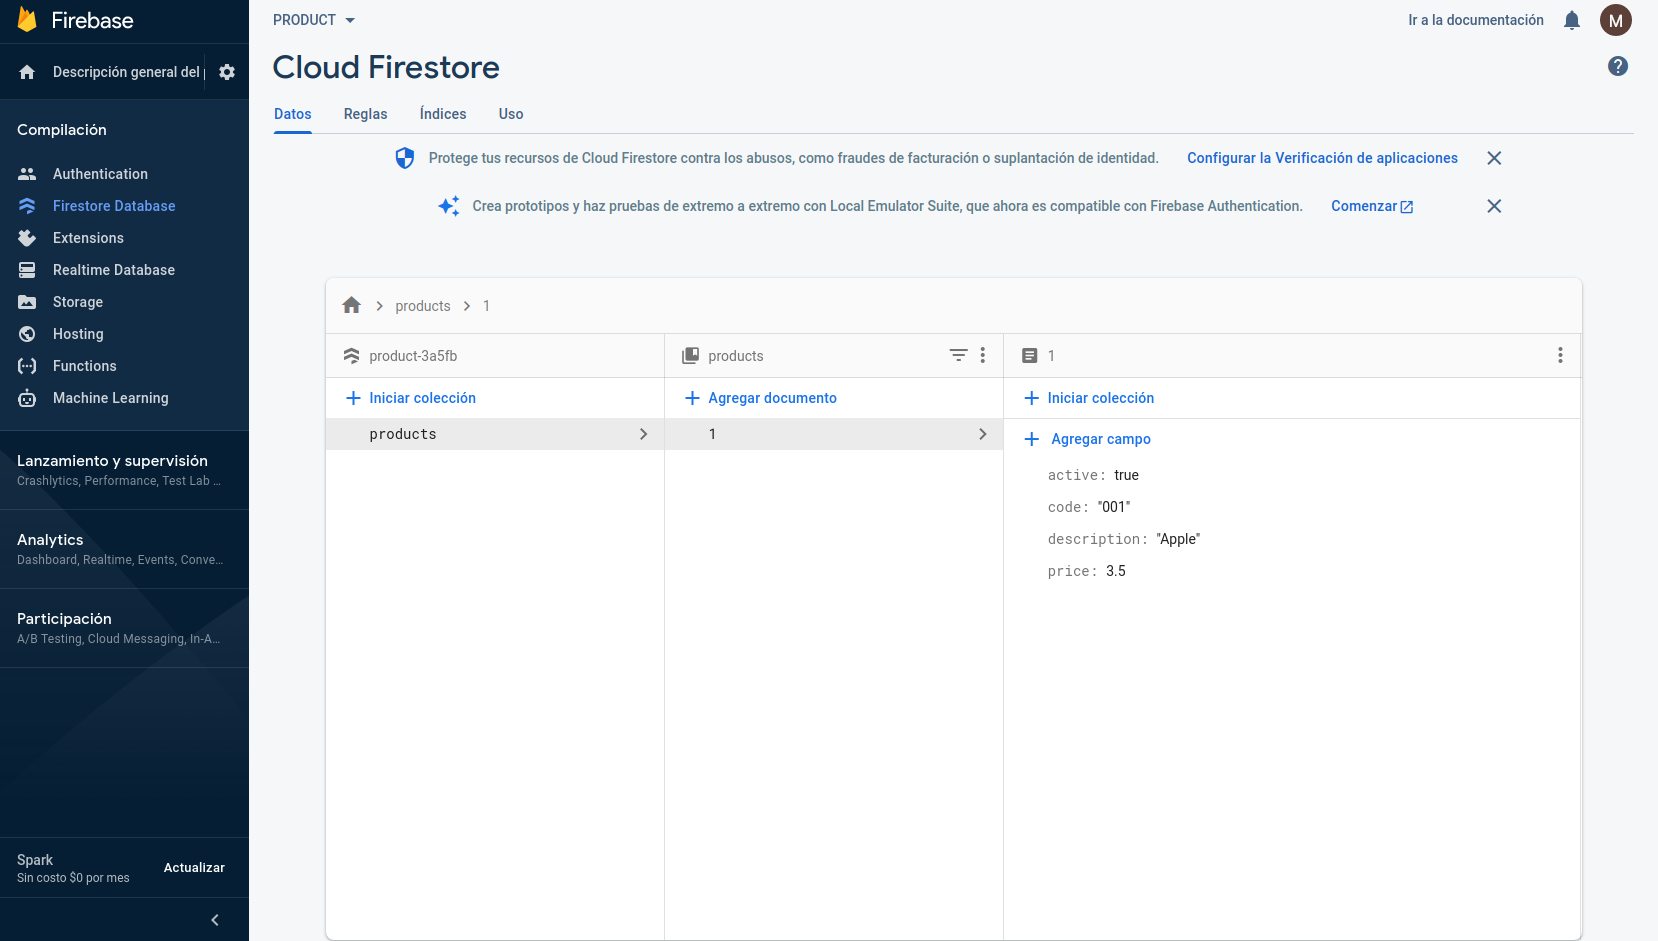 Firebase
Descripción general del
Compilación
Authentication
Firestore Database
Extensions
Realtime Database
Storage
Hosting
Functions
Machine Learning
Lanzamiento y supervisión
Crashlytics, Performance, Test Lab ...
Analytics
Dashboard, Realtime, Events, Conve...
Participación
A/B Testing, Cloud Messaging, In-A...
Spark
Sin costo $0 por mes
Actualizar
PRODUCT
Ir a la documentación
M
Cloud Firestore
?
Datos Reglas Índices Uso
Protege tus recursos de Cloud Firestore contra los abusos, como fraudes de facturación o suplantación de identidad. Configurar la Verificación de aplicaciones
Crea prototipos y haz pruebas de extremo a extremo con Local Emulator Suite, que ahora es compatible con Firebase Authentication. Comenzar
products > 1
product-3a5fb
+ Iniciar colección
products
products
+ Agregar documento
1
1
+ Iniciar colección
+ Agregar campo
active: true
code: "001"
description: "Apple"
price: 3.5